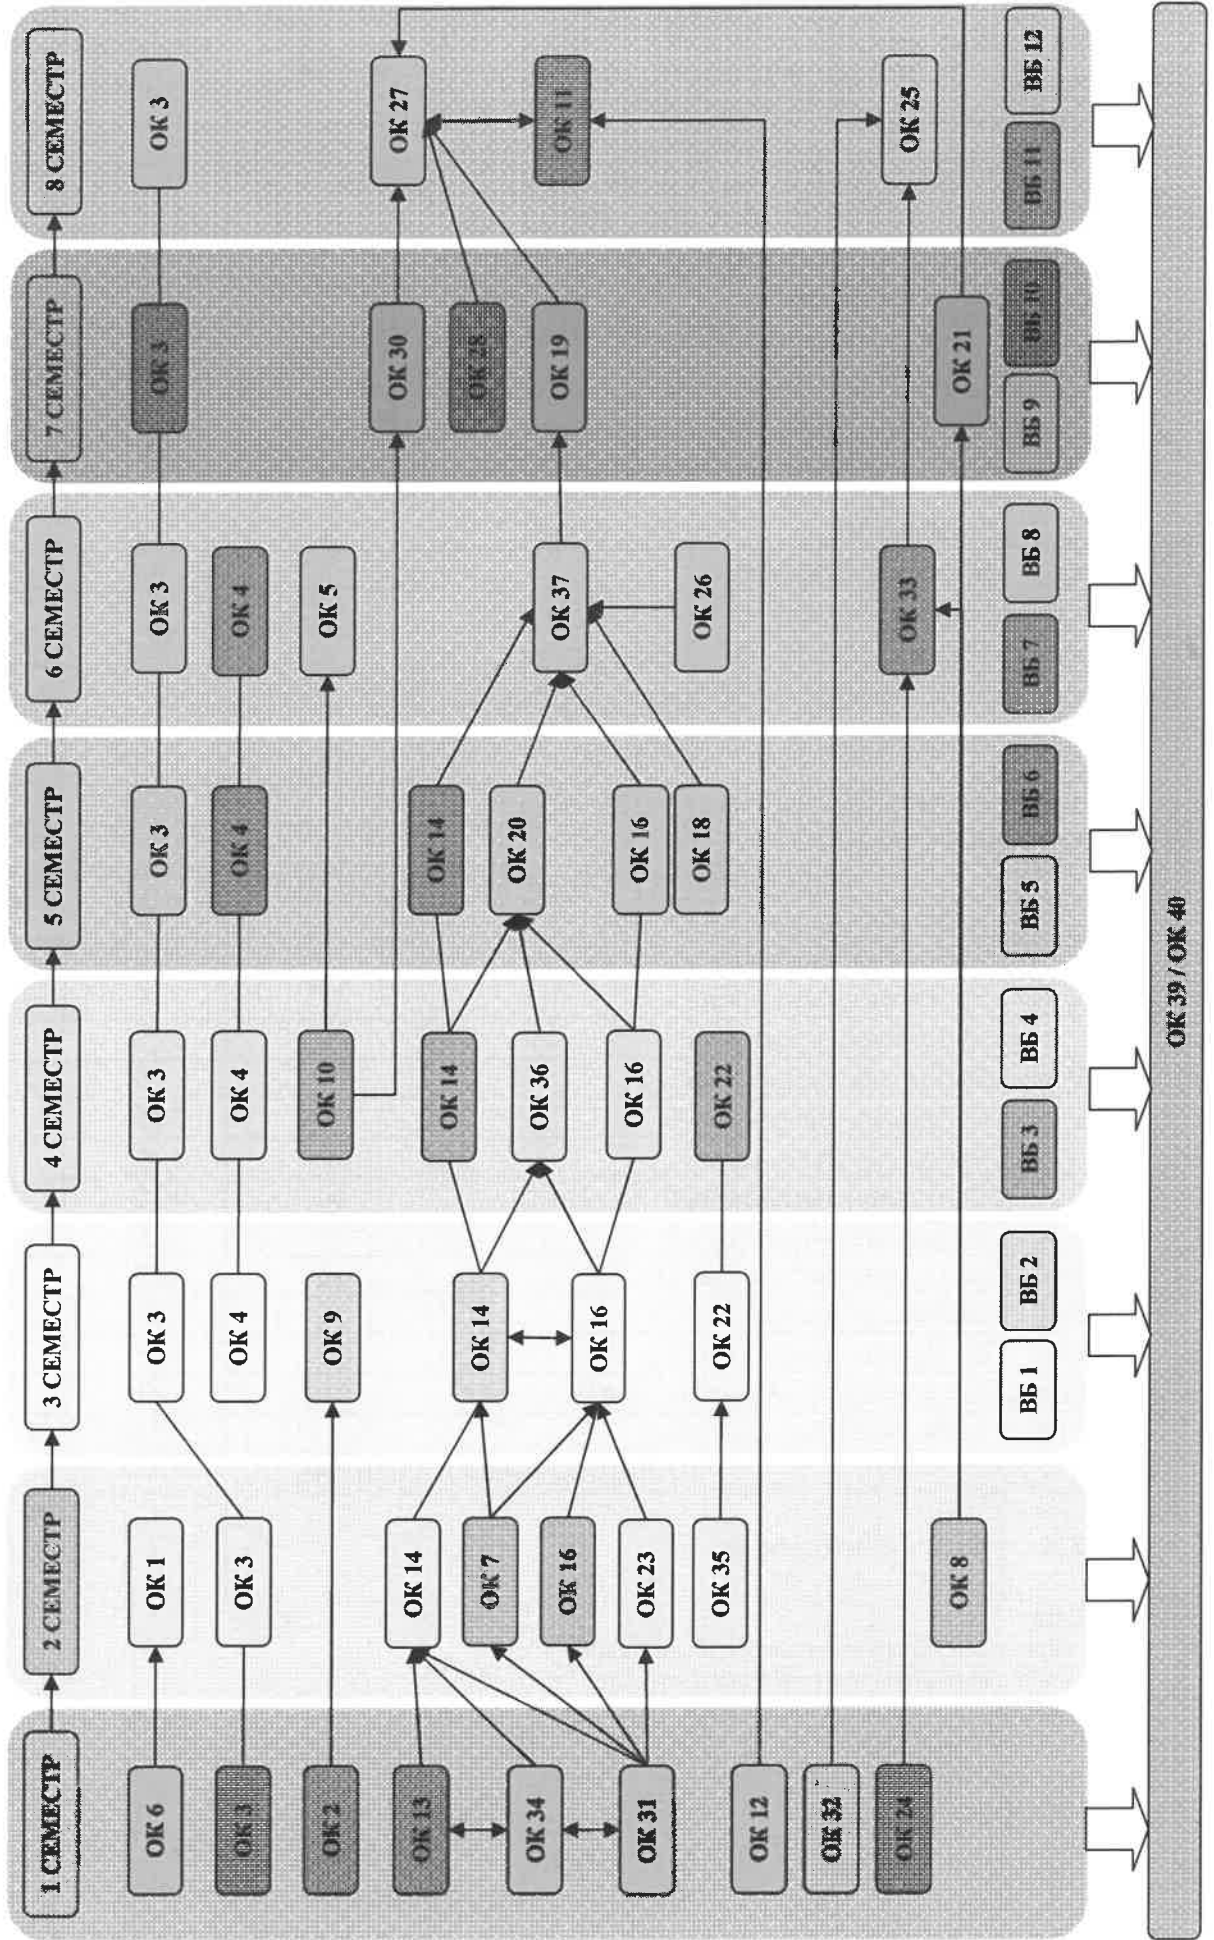 1 СЕМЕСТР
2 СЕМЕСТР
3 СЕМЕСТР
4 СЕМЕСТР
5 СЕМЕСТР
6 СЕМЕСТР
7 СЕМЕСТР
8 СЕМЕСТР
ОК 6
ОК 3
ОК 2
ОК 13
ОК 34
ОК 31
ОК 12
ОК 32
ОК 24
ОК 1
ОК 3
ОК 14
ОК 7
ОК 16
ОК 23
ОК 35
ОК 8
ОК 3
ОК 4
ОК 9
ОК 14
ОК 16
ОК 22
ВБ 1
ВБ 2
ОК 3
ОК 4
ОК 10
ОК 14
ОК 36
ОК 16
ОК 22
ВБ 3
ВБ 4
ОК 3
ОК 4
ОК 14
ОК 20
ОК 16
ОК 18
ВБ 5
ВБ 6
ОК 3
ОК 4
ОК 5
ОК 37
ОК 26
ОК 33
ВБ 7
ВБ 8
ОК 3
ОК 30
ОК 28
ОК 19
ОК 21
ВБ 9
ВБ 10
ОК 3
ОК 27
ОК 11
ОК 25
ВБ 11
ВБ 12
ОК 39 / ОК 40